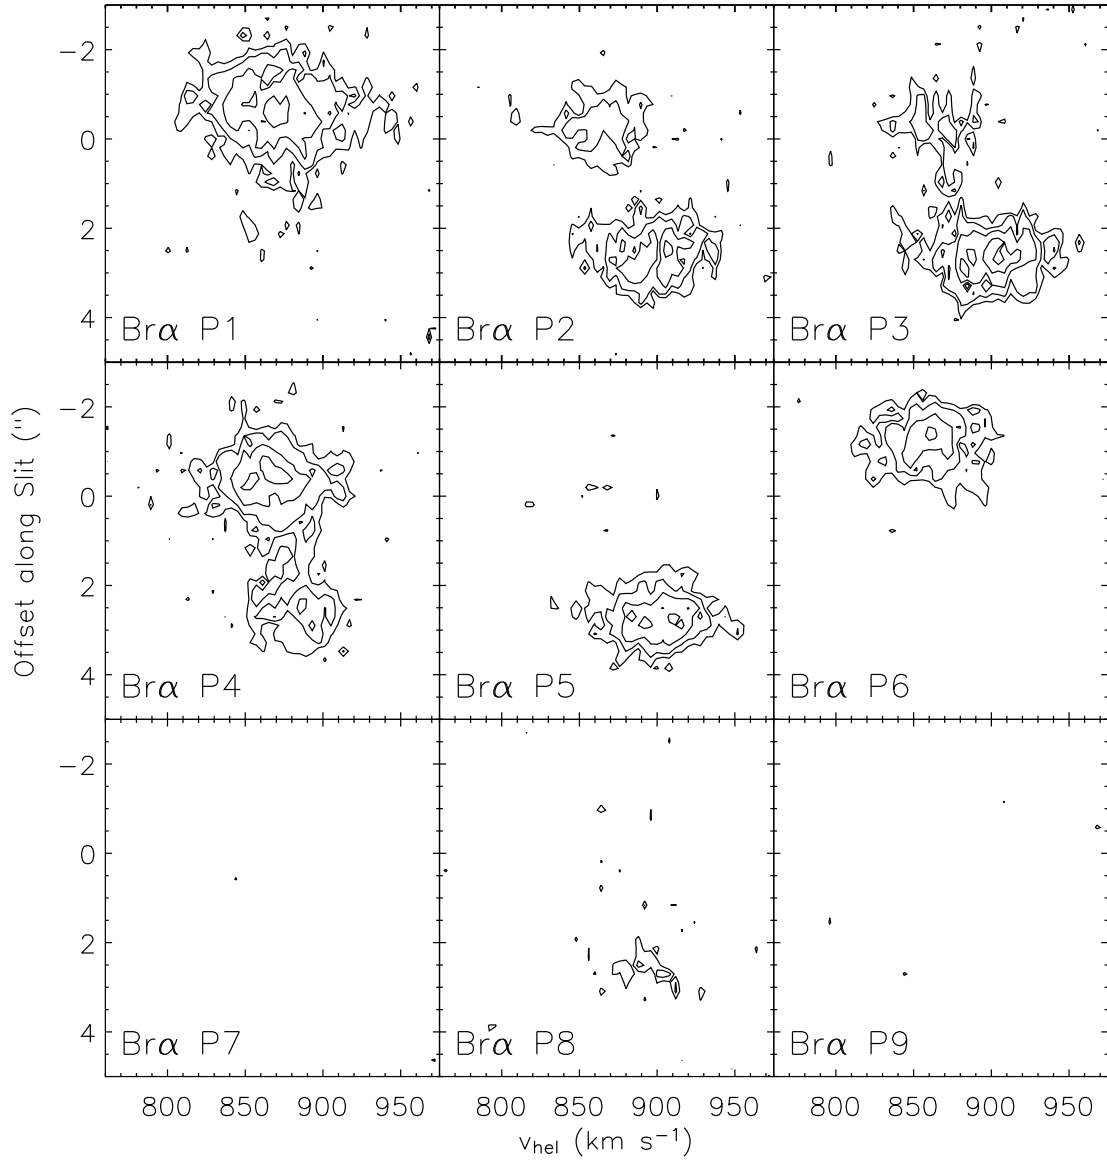 −2
0
2
4
Brα P1
Brα P2
Brα P3
−2
0
2
4
Brα P4
Brα P5
Brα P6
Offset along Slit (")
−2
0
2
4
Brα P7
Brα P8
Brα P9
800 850 900 950
800 850 900 950
800 850 900 950
vhel (km s−1)